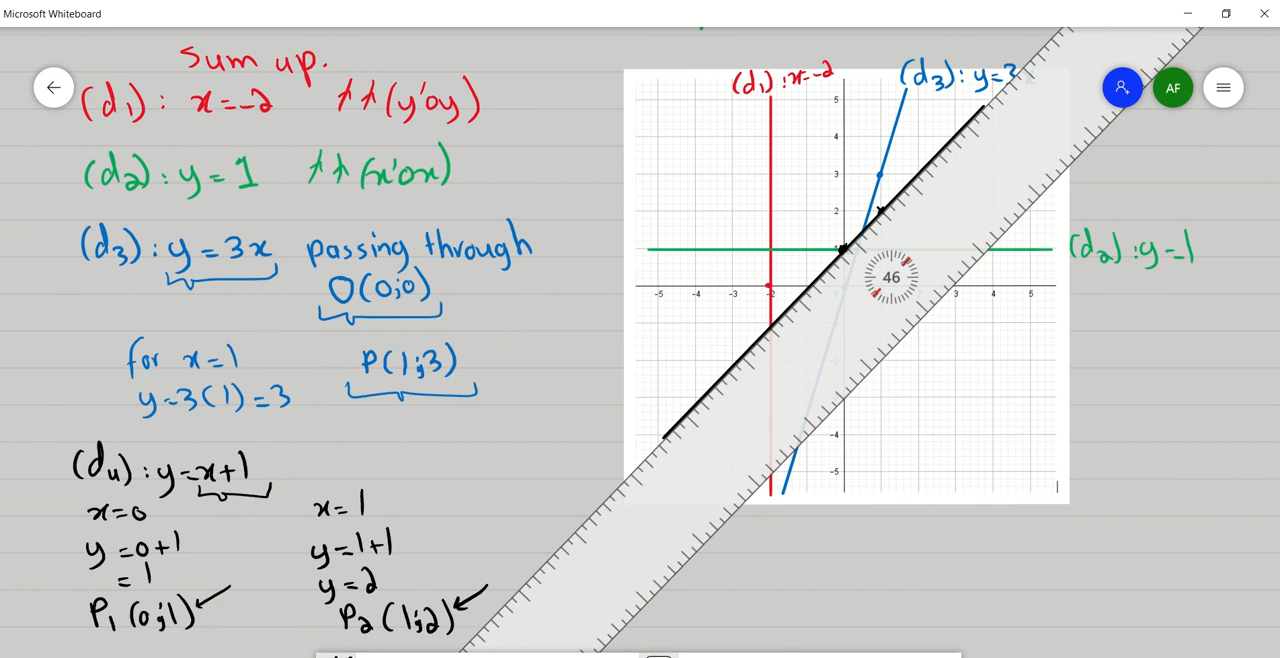 Microsoft Whiteboard
Sum up.
(d1) : x=-2 // (y'oy)
(d2) : y=1 // (x'ox)
(d3) : y=3x passing through
O(0;0)
for x=1 P(1;3)
y=3(1)=3
(d4) : y=x+1
x=0 x=1
y=0+1 y=1+1
=1 y=2
P1(0;1) P2(1;2)
(d1) : x=-2
(d3) : y=3
AF
5
4
3
2
(d2) : y=1
46
-5 -4 -3 -2 3 4 5
-4
-5